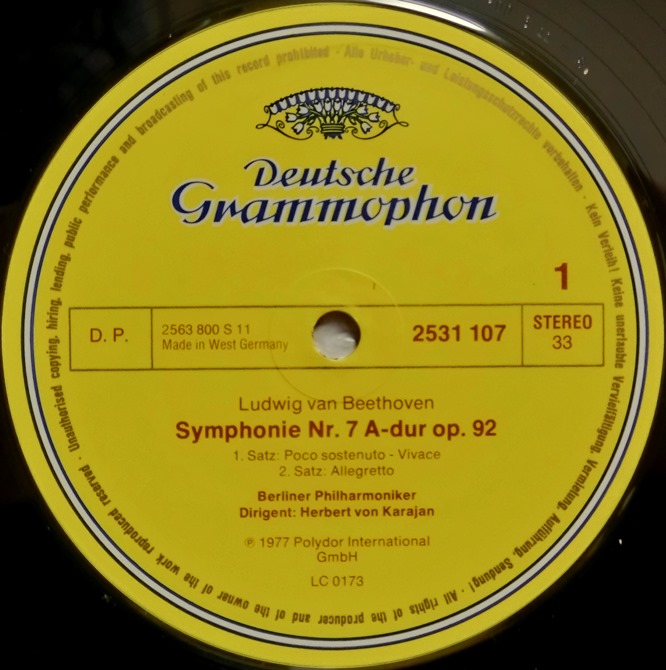 Deutsche
Grammophon
1
D. P.
2563 800 S 11
Made in West Germany
2531 107
STEREO
33
Ludwig van Beethoven
Symphonie Nr. 7 A-dur op. 92
1. Satz: Poco sostenuto - Vivace
2. Satz: Allegretto
Berliner Philharmoniker
Dirigent: Herbert von Karajan
℗ 1977 Polydor International
GmbH
LC 0173
Alle Urheber- und Leistungsschutzrechte vorbehalten · Kein Verleih! Keine unerlaubte Vervielfältigung, Vermietung, Aufführung, Sendung! · All rights of the producer and of the owner of the work reproduced reserved · Unauthorised copying, hiring, lending, public performance and broadcasting of this record prohibited ·